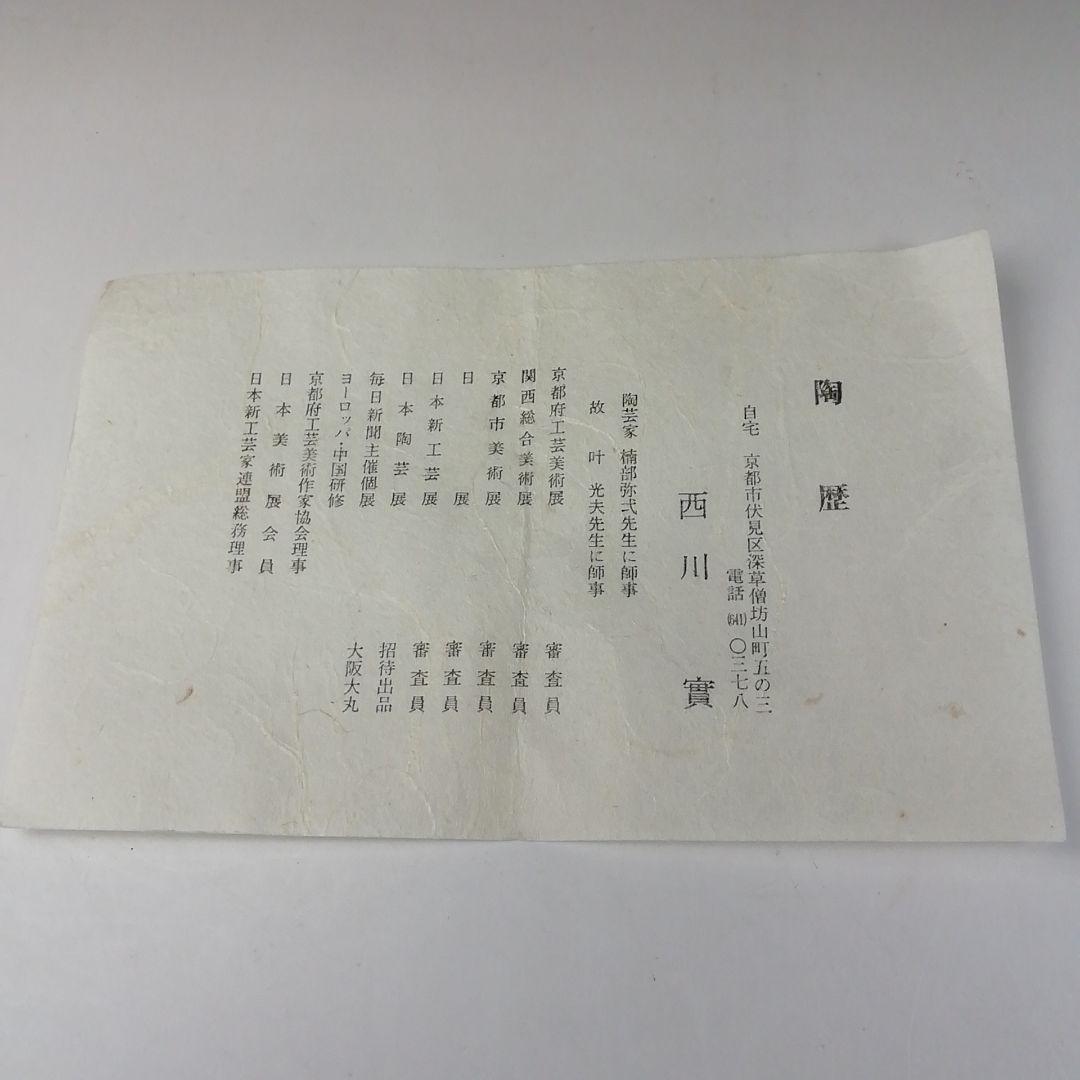 陶歴
自宅 京都市伏見区深草僧坊山町五の三
電話 (641) 〇三七八
西川實
陶芸家 楠部弥弌先生に師事
故 叶 光夫先生に師事
京都府工芸美術展 審査員
関西総合美術展 審査員
京都市美術展 審査員
日展 審査員
日本新工芸展 審査員
日本陶芸展 招待出品
毎日新聞主催個展 大阪大丸
ヨーロッパ・中国研修
京都府工芸美術作家協会理事
日本美術展会員
日本新工芸家連盟総務理事